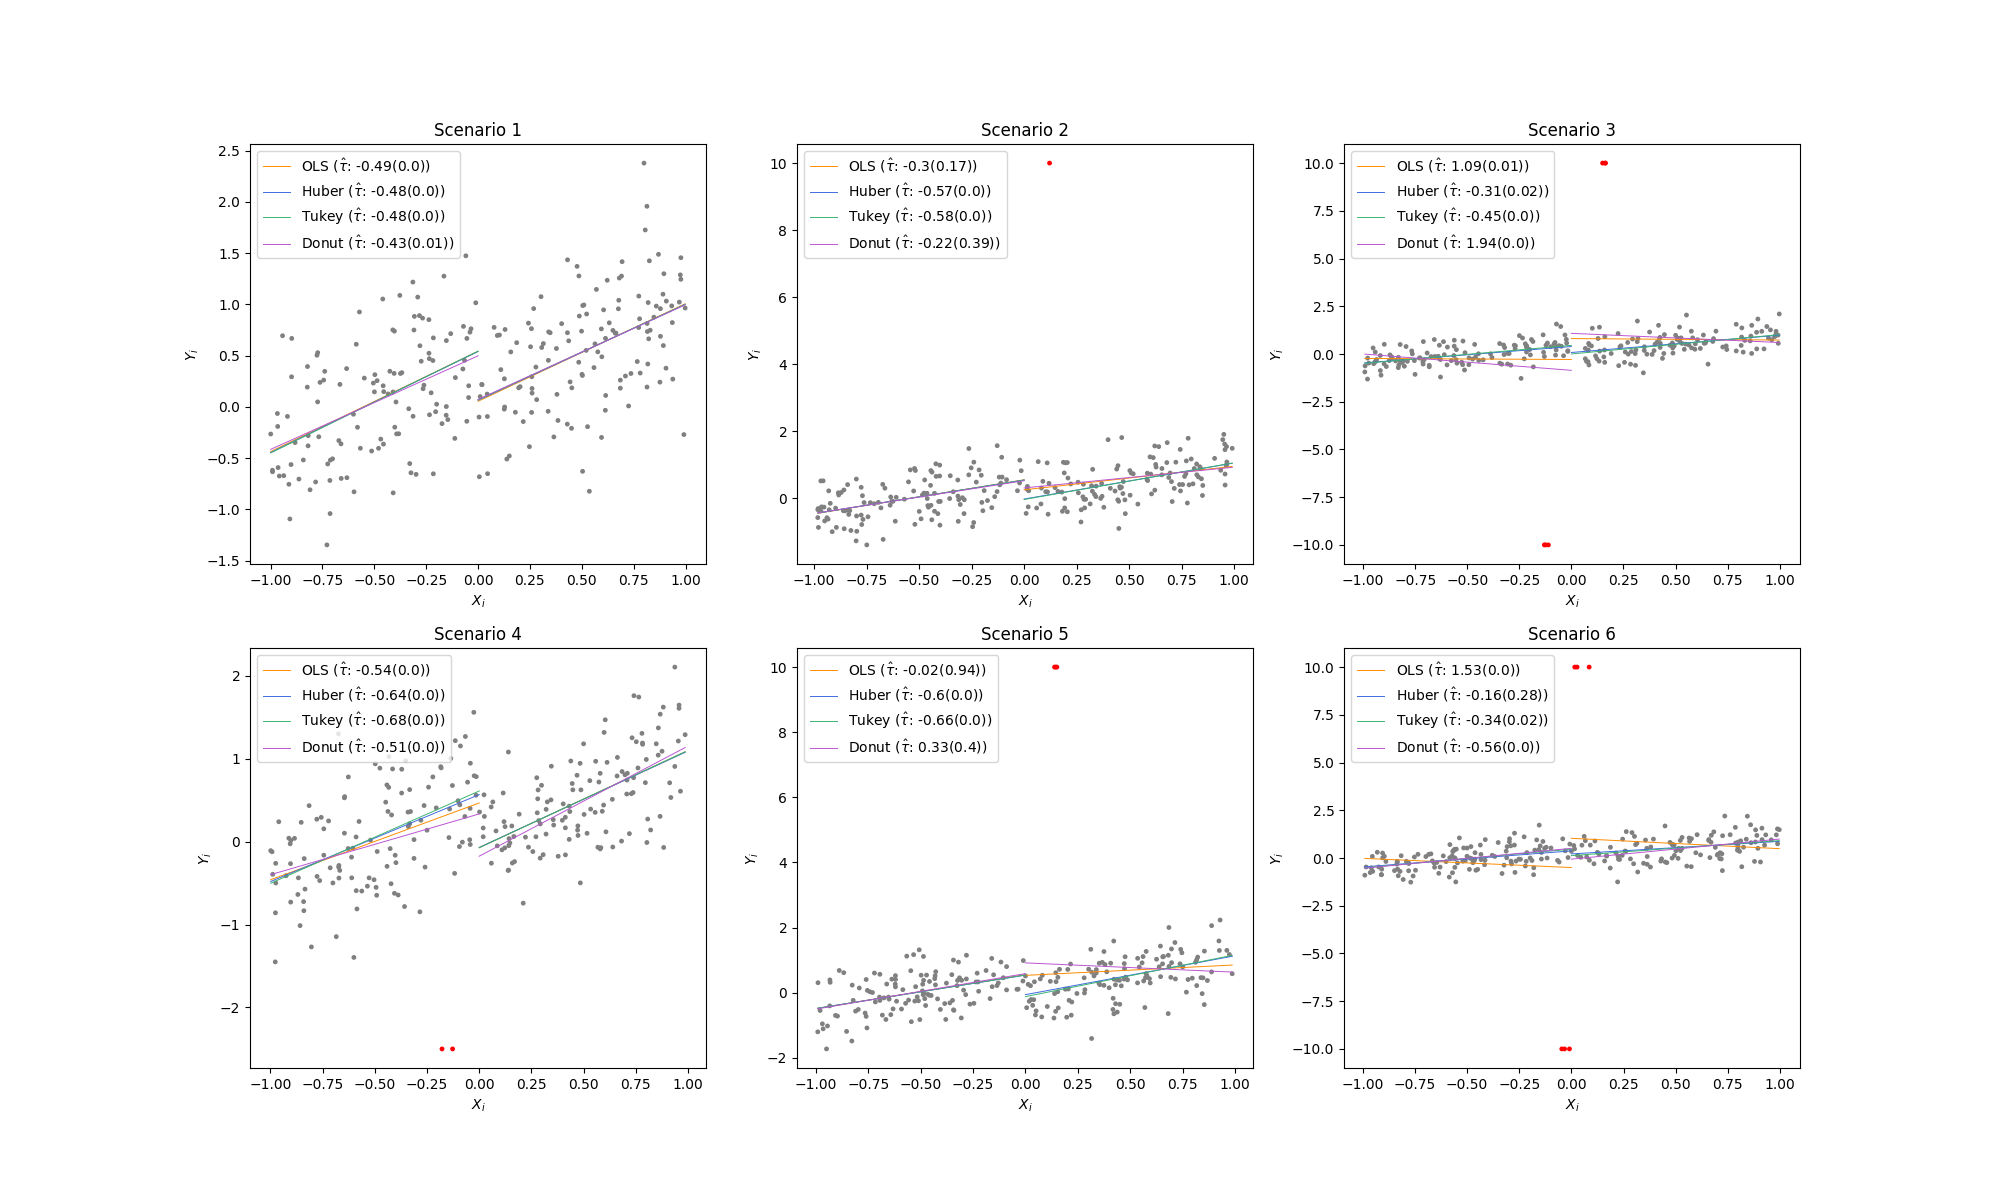 Scenario 1
OLS (τ̂: -0.49(0.0))
Huber (τ̂: -0.48(0.0))
Tukey (τ̂: -0.48(0.0))
Donut (τ̂: -0.43(0.01))
2.5
2.0
1.5
1.0
0.5
0.0
−0.5
−1.0
−1.5
Y_i
−1.00 −0.75 −0.50 −0.25 0.00 0.25 0.50 0.75 1.00
X_i
Scenario 2
OLS (τ̂: -0.3(0.17))
Huber (τ̂: -0.57(0.0))
Tukey (τ̂: -0.58(0.0))
Donut (τ̂: -0.22(0.39))
10
8
6
4
2
0
Y_i
−1.00 −0.75 −0.50 −0.25 0.00 0.25 0.50 0.75 1.00
X_i
Scenario 3
OLS (τ̂: 1.09(0.01))
Huber (τ̂: -0.31(0.02))
Tukey (τ̂: -0.45(0.0))
Donut (τ̂: 1.94(0.0))
10.0
7.5
5.0
2.5
0.0
−2.5
−5.0
−7.5
−10.0
Y_i
−1.00 −0.75 −0.50 −0.25 0.00 0.25 0.50 0.75 1.00
X_i
Scenario 4
OLS (τ̂: -0.54(0.0))
Huber (τ̂: -0.64(0.0))
Tukey (τ̂: -0.68(0.0))
Donut (τ̂: -0.51(0.0))
2
1
0
−1
−2
Y_i
−1.00 −0.75 −0.50 −0.25 0.00 0.25 0.50 0.75 1.00
X_i
Scenario 5
OLS (τ̂: -0.02(0.94))
Huber (τ̂: -0.6(0.0))
Tukey (τ̂: -0.66(0.0))
Donut (τ̂: 0.33(0.4))
10
8
6
4
2
0
−2
Y_i
−1.00 −0.75 −0.50 −0.25 0.00 0.25 0.50 0.75 1.00
X_i
Scenario 6
OLS (τ̂: 1.53(0.0))
Huber (τ̂: -0.16(0.28))
Tukey (τ̂: -0.34(0.02))
Donut (τ̂: -0.56(0.0))
10.0
7.5
5.0
2.5
0.0
−2.5
−5.0
−7.5
−10.0
Y_i
−1.00 −0.75 −0.50 −0.25 0.00 0.25 0.50 0.75 1.00
X_i